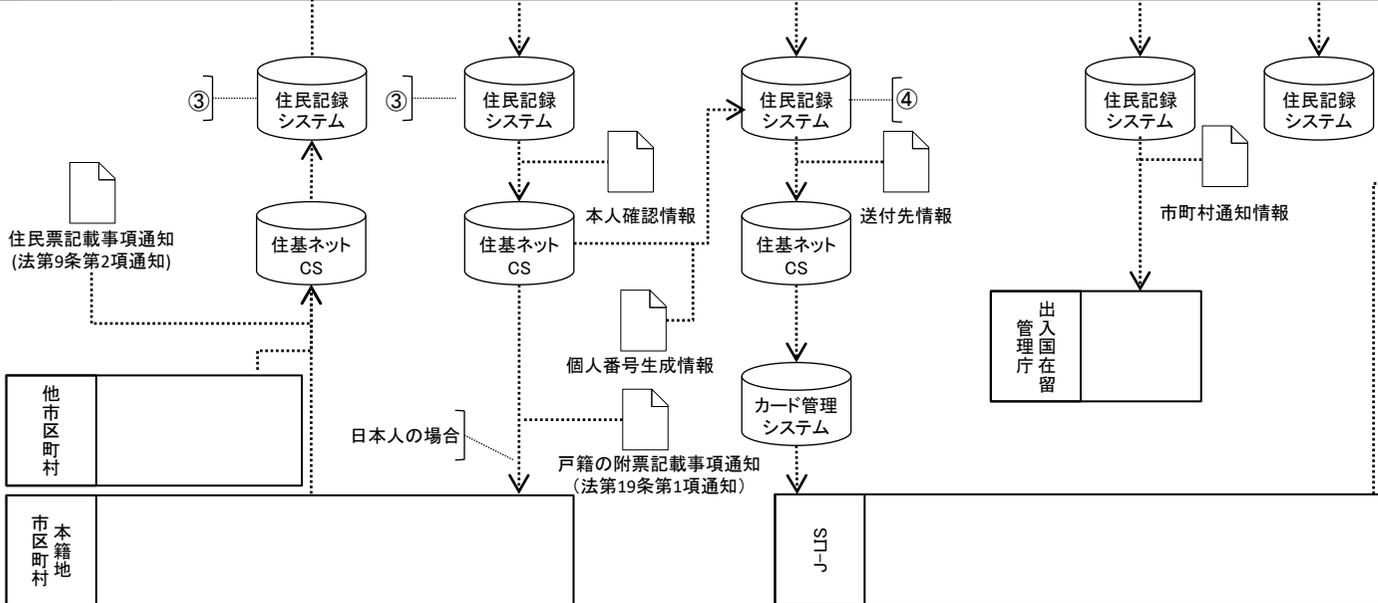 ③
住民記録
システム
③
住民記録
システム
住民記録
システム
④
住民記録
システム
住民記録
システム
本人確認情報
送付先情報
市町村通知情報
住民票記載事項通知
(法第9条第2項通知)
住基ネット
CS
住基ネット
CS
住基ネット
CS
出入国在留
管理庁
個人番号生成情報
他市区町村
カード管理
システム
日本人の場合
戸籍の附票記載事項通知
（法第19条第1項通知）
本籍地
市区町村
J-LIS